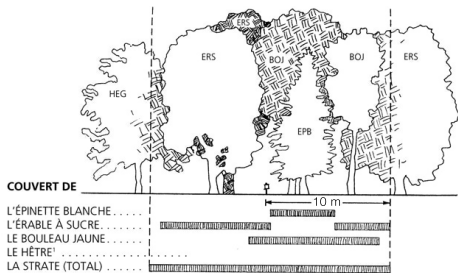 ERS
ERS
ERS
BOJ
BOJ
ERS
HEG
EPB
COUVERT DE
10 m
L'ÉPINETTE BLANCHE......
L'ÉRABLE À SUCRE.....
LE BOULEAU JAUNE.....
LE HÊTRE¹ ..................
LA STRATE (TOTAL) ....